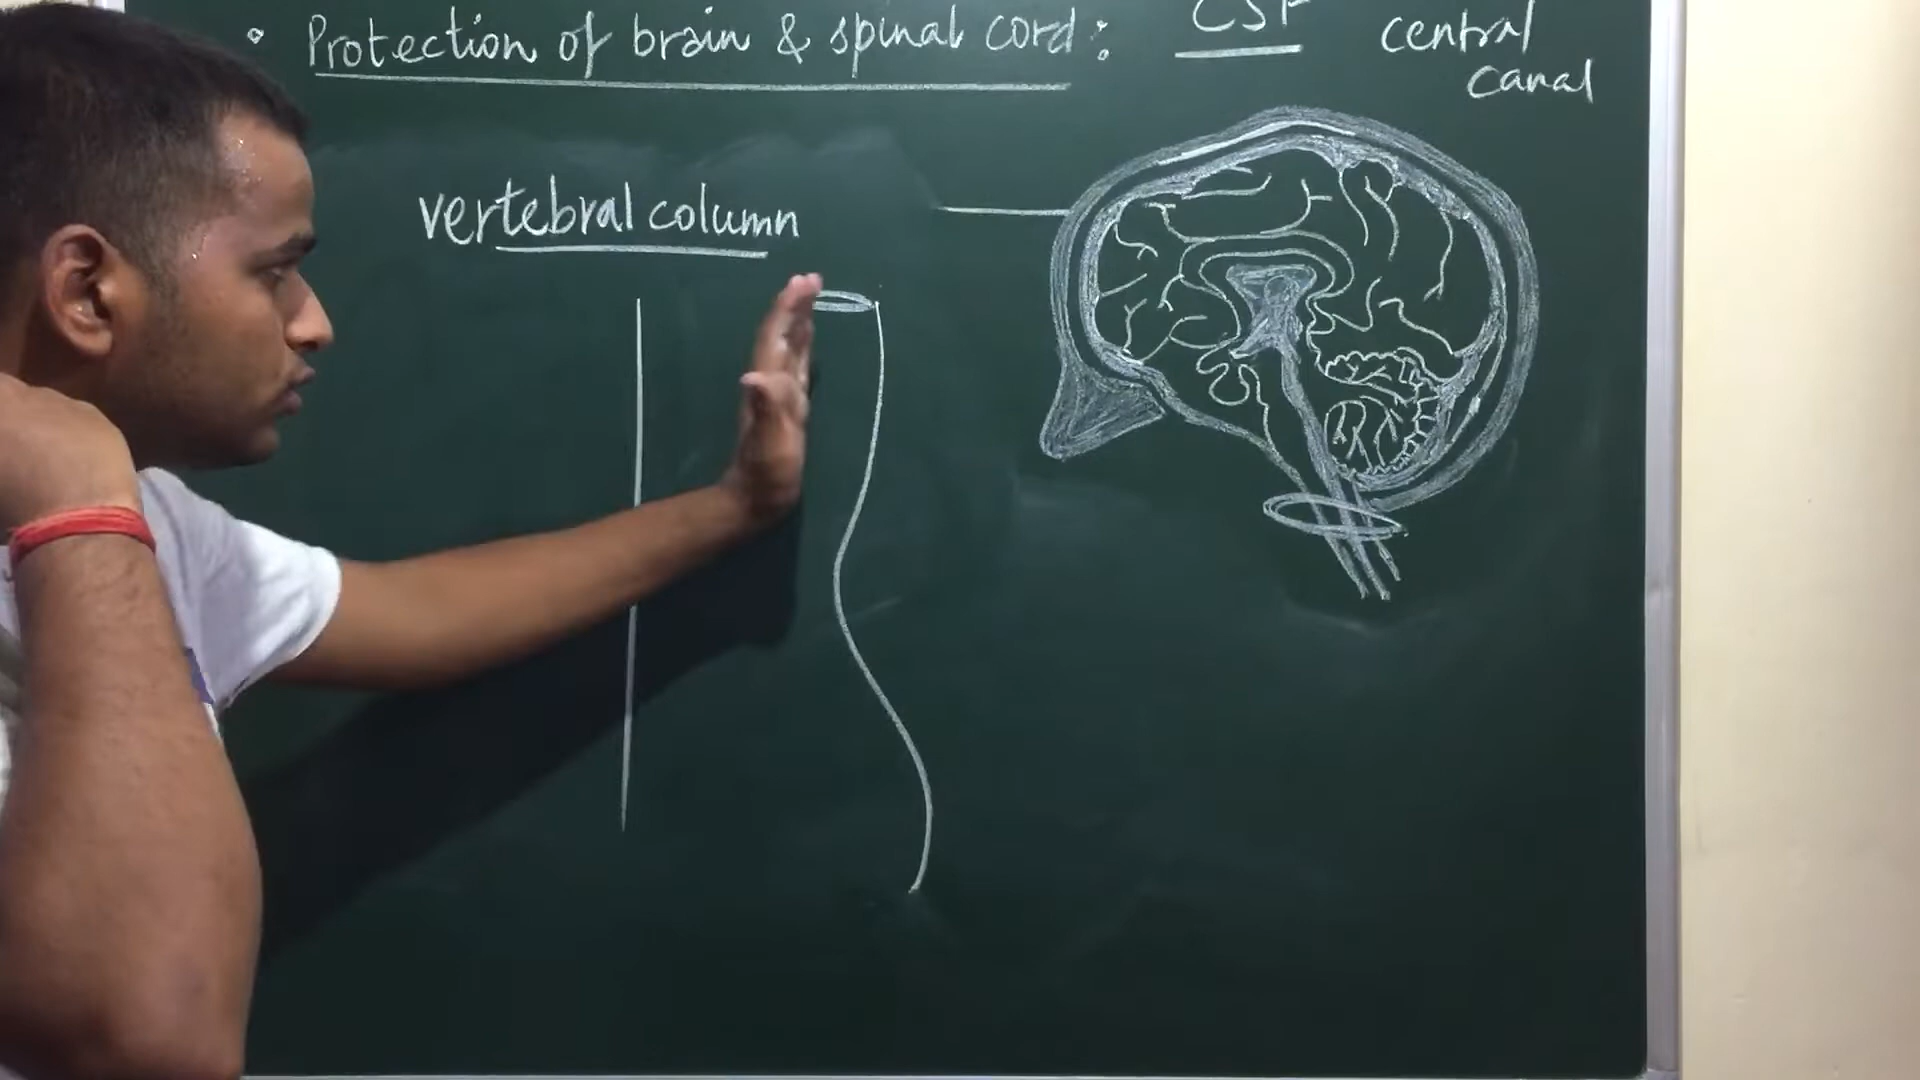 • Protection of brain & spinal cord :
CSF
central
canal
vertebral column